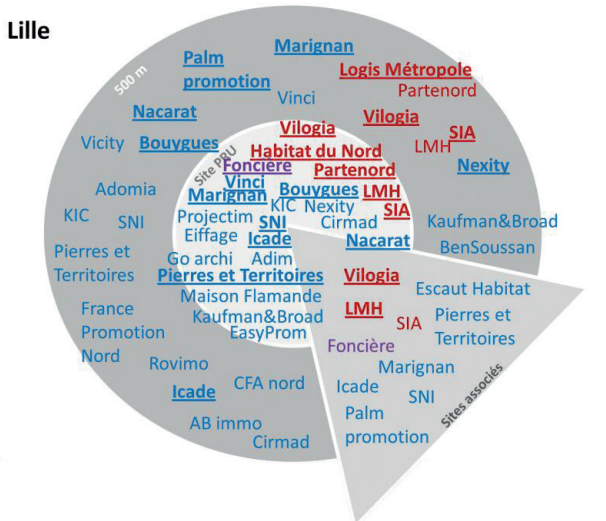 Lille
Marignan
Palm
promotion
500 m
Logis Métropole
Partenord
Vinci
Nacarat
Vilogia
Vilogia
SIA
LMH
Vicity
Bouygues
Habitat du Nord
Nexity
Site PRU
Foncière
Partenord
Vinci
Marignan
Bouygues
LMH
Adomia
KIC
Nexity
SIA
KIC
SNI
Projectim
SNI
Cirmad
Kaufman&Broad
Eiffage
Icade
Nacarat
BenSoussan
Pierres et
Territoires
Go archi
Adim
Pierres et Territoires
Vilogia
Escaut Habitat
Maison Flamande
France
Promotion
Nord
Kaufman&Broad
LMH
SIA
Pierres et
Territoires
EasyProm
Foncière
Rovimo
Marignan
Icade
CFA nord
Icade
SNI
Sites associés
AB immo
Palm
promotion
Cirmad